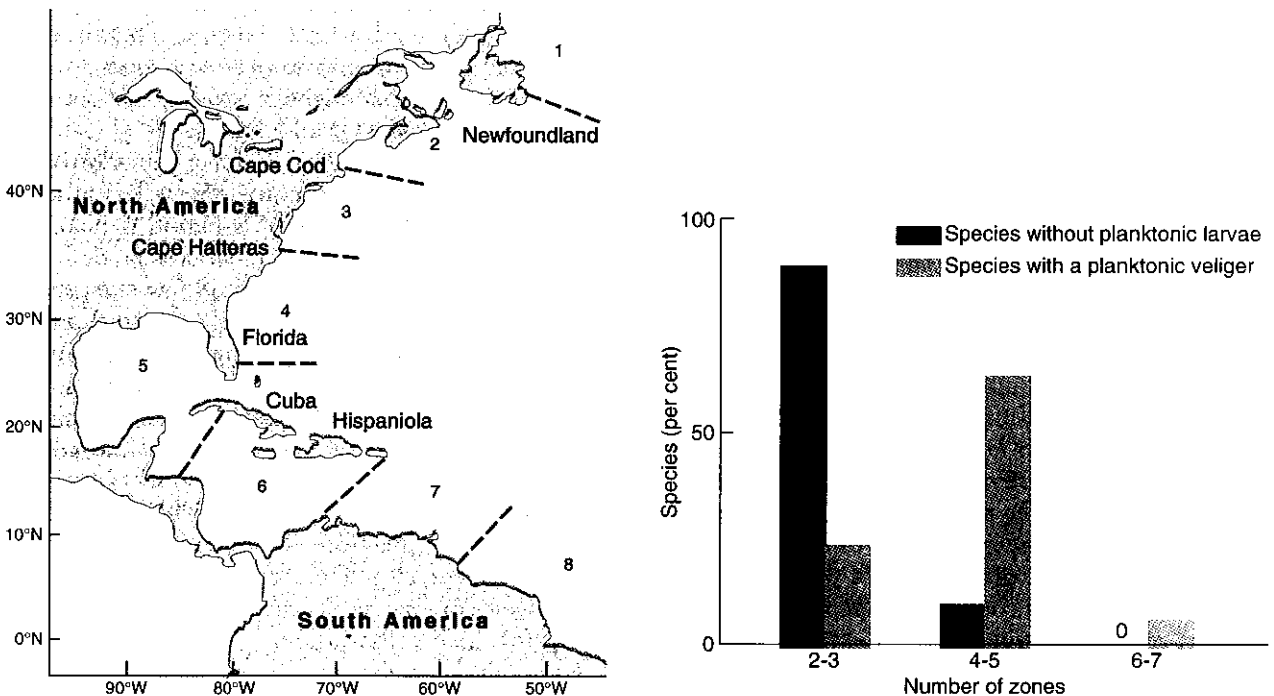 1
Newfoundland
2
Cape Cod
40°N
North America
3
Cape Hatteras
4
30°N
Florida
5
Cuba
Hispaniola
20°N
6
7
10°N
8
South America
0°N
90°W 80°W 70°W 60°W 50°W
100
Species without planktonic larvae
Species with a planktonic veliger
Species (per cent)
50
0
0
2-3 4-5 6-7
Number of zones